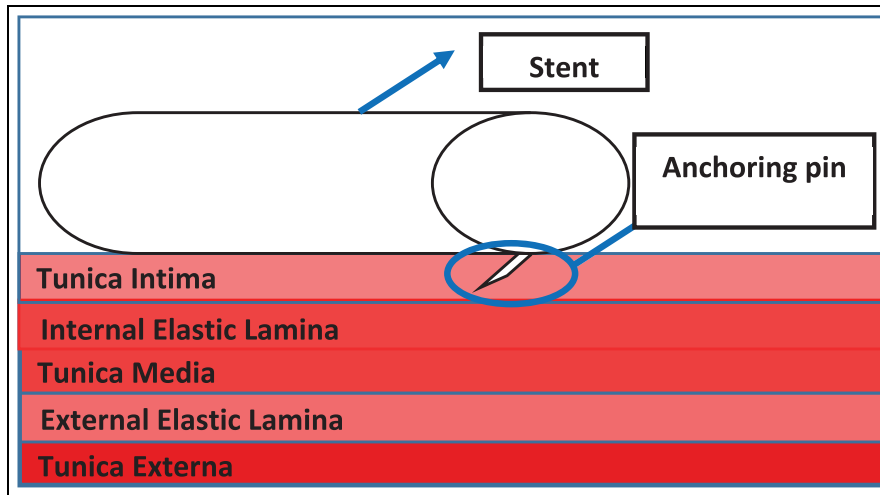 Stent
Anchoring pin
Tunica Intima
Internal Elastic Lamina
Tunica Media
External Elastic Lamina
Tunica Externa